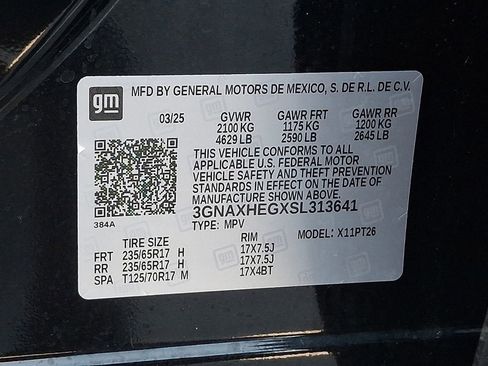 gm MFD BY GENERAL MOTORS DE MEXICO, S. DE R.L. DE C.V.
03/25 GVWR GAWR FRT GAWR RR
2100 KG 1175 KG 1200 KG
4629 LB 2590 LB 2645 LB
THIS VEHICLE CONFORMS TO ALL
APPLICABLE U.S. FEDERAL MOTOR
VEHICLE SAFETY AND THEFT PREVENTION
STANDARDS IN EFFECT ON THE DATE OF
MANUFACTURE SHOWN ABOVE.
384A 3GNAXHEGXSL313641
TYPE: MPV MODEL: X11PT26
TIRE SIZE RIM
FRT 235/65R17 H 17X7.5J
RR 235/65R17 H 17X7.5J
SPA T125/70R17 M 17X4BT